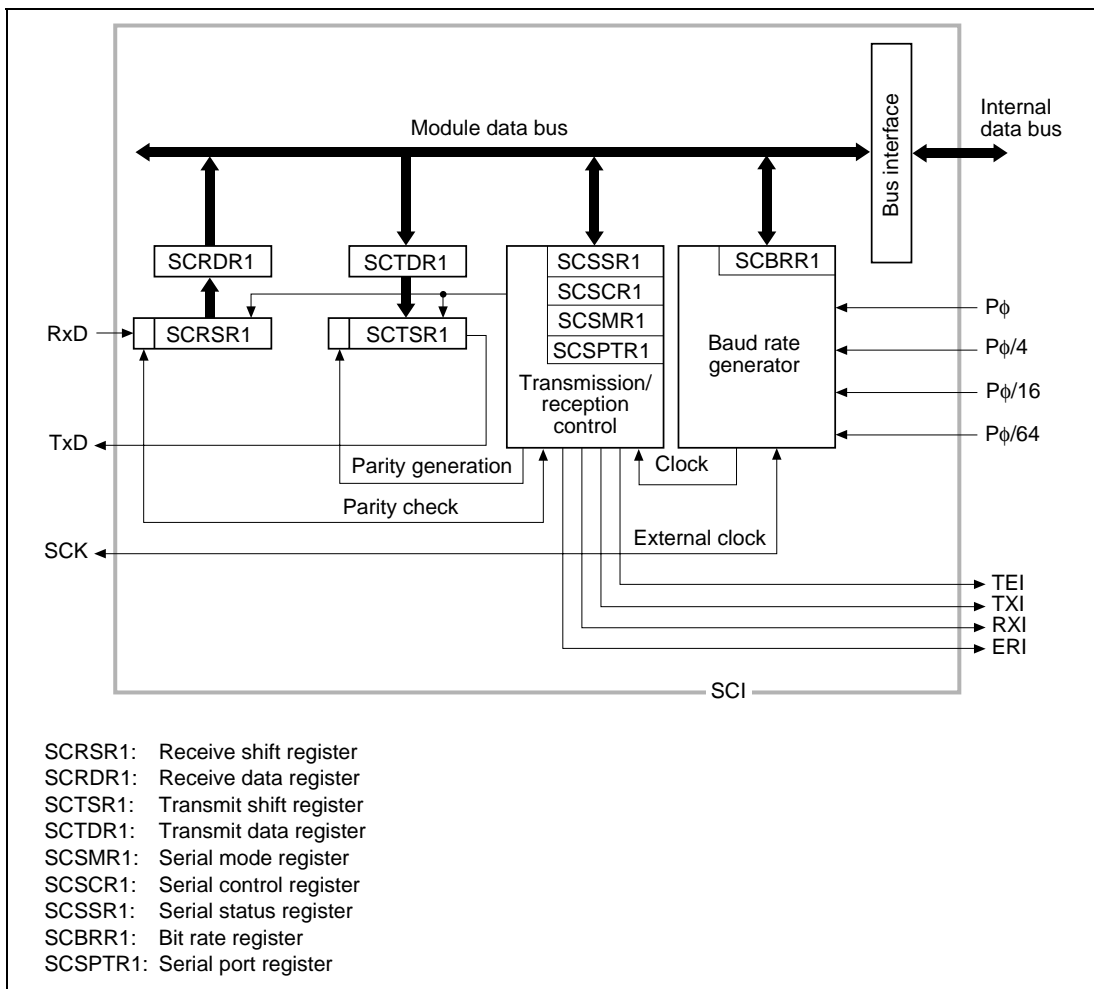 Module data bus
Bus interface
Internal
data bus
SCRDR1
SCTDR1
SCSSR1
SCSCR1
SCSMR1
SCSPTR1
Transmission/
reception
control
SCBRR1
Baud rate
generator
RxD
SCRSR1
SCTSR1
Pϕ
Pϕ/4
Pϕ/16
Pϕ/64
TxD
Parity generation
Clock
Parity check
SCK
External clock
TEI
TXI
RXI
ERI
SCI
SCRSR1: Receive shift register
SCRDR1: Receive data register
SCTSR1: Transmit shift register
SCTDR1: Transmit data register
SCSMR1: Serial mode register
SCSCR1: Serial control register
SCSSR1: Serial status register
SCBRR1: Bit rate register
SCSPTR1: Serial port register